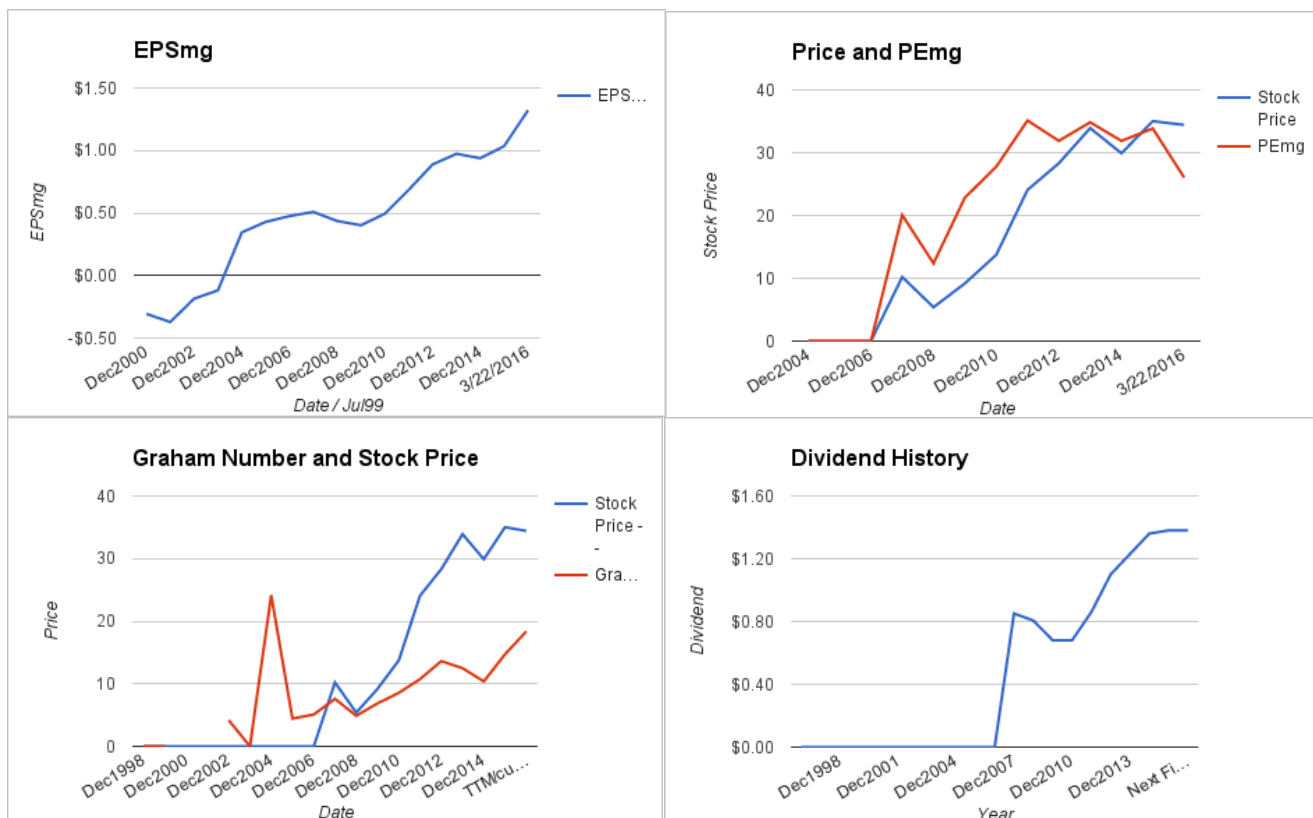 EPSmg
$1.50
$1.00
$0.50
$0.00
-$0.50
EPSmg
Dec2000
Dec2002
Dec2004
Dec2006
Dec2008
Dec2010
Dec2012
Dec2014
3/22/2016
Date / Jul99
EPS…
Price and PEmg
40
30
20
10
0
Stock Price
Dec2004
Dec2006
Dec2008
Dec2010
Dec2012
Dec2014
3/22/2016
Date
Stock
Price
PEmg
Graham Number and Stock Price
40
30
20
10
0
Price
Dec1998
Dec2000
Dec2002
Dec2004
Dec2006
Dec2008
Dec2010
Dec2012
Dec2014
TTM/cu…
Date
Stock
Price -
-
Gra…
Dividend History
$1.60
$1.20
$0.80
$0.40
$0.00
Dividend
Dec1998
Dec2001
Dec2004
Dec2007
Dec2010
Dec2013
Next Fi…
Year